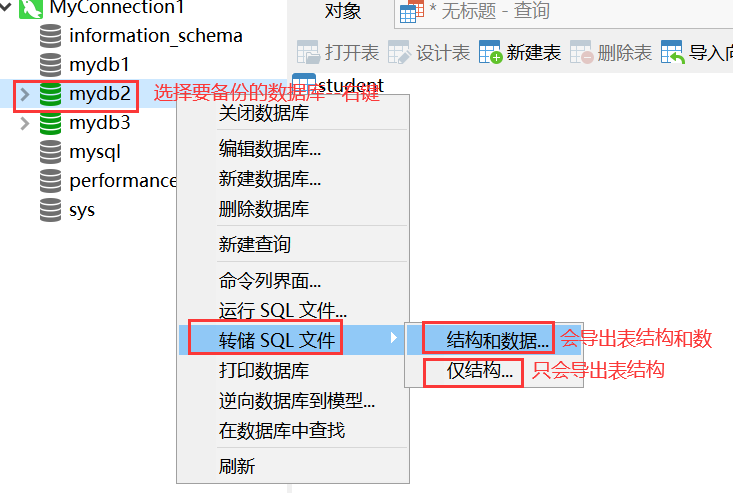 MyConnection1
information_schema
mydb1
mydb2
mydb3
mysql
performance
sys
对象
* 无标题 - 查询
打开表
设计表
新建表
删除表
导入向
student
选择要备份的数据库--右键
关闭数据库
编辑数据库...
新建数据库...
删除数据库
新建查询
命令列界面...
运行 SQL 文件...
转储 SQL 文件
打印数据库
逆向数据库到模型...
在数据库中查找
刷新
结构和数据...
会导出表结构和数
仅结构...
只会导出表结构